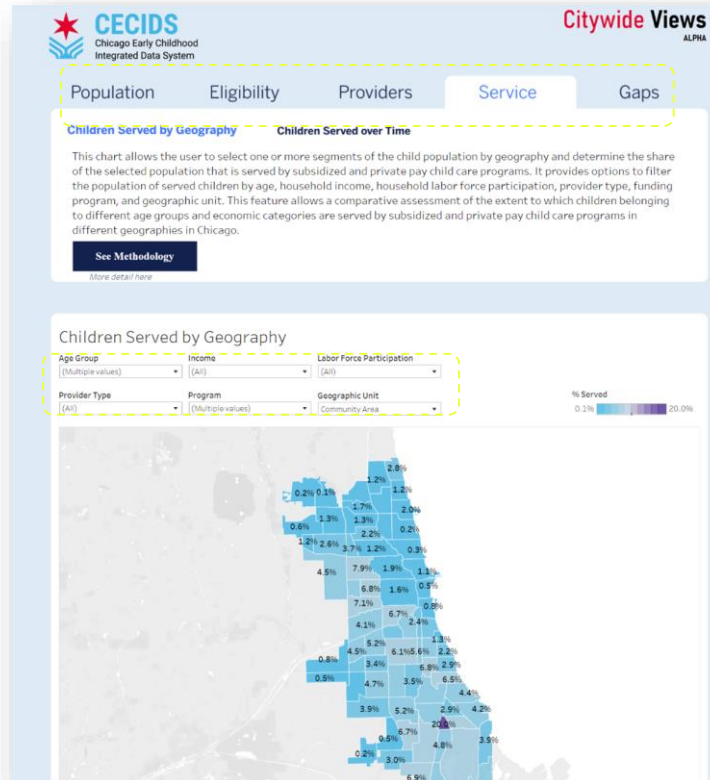 CECIDS
Chicago Early Childhood
Integrated Data System
Citywide Views
ALPHA
Population Eligibility Providers Service Gaps
Children Served by Geography Children Served over Time
This chart allows the user to select one or more segments of the child population by geography and determine the share
of the selected population that is served by subsidized and private pay child care programs. It provides options to filter
the population of served children by age, household income, household labor force participation, provider type, funding
program, and geographic unit. This feature allows a comparative assessment of the extent to which children belonging
to different age groups and economic categories are served by subsidized and private pay child care programs in
different geographies in Chicago.
See Methodology
More detail here
Children Served by Geography
Age Group Income Labor Force Participation
(Multiple values) (All) (All)
Provider Type Program Geographic Unit % Served
(All) (Multiple values) Community Area 0.1% 20.0%
2.8%
1.2%
0.2% 0.1% 1.2%
1.7% 2.0%
0.6% 1.3% 1.3%
2.2% 0.2%
1.2% 2.6% 3.7% 1.2% 0.3%
4.5% 7.9% 1.9% 1.1%
6.8% 1.6% 0.5%
7.1% 0.8%
6.7%
4.1% 2.4%
5.2% 1.3%
4.5% 6.1% 5.6% 2.2%
0.8% 3.4% 6.8% 2.9%
0.5% 4.7% 3.5% 6.5%
4.4%
3.9% 5.2% 2.9% 4.2%
20.0%
6.7%
0.5% 4.8% 3.9%
0.2% 3.0%
6.9%